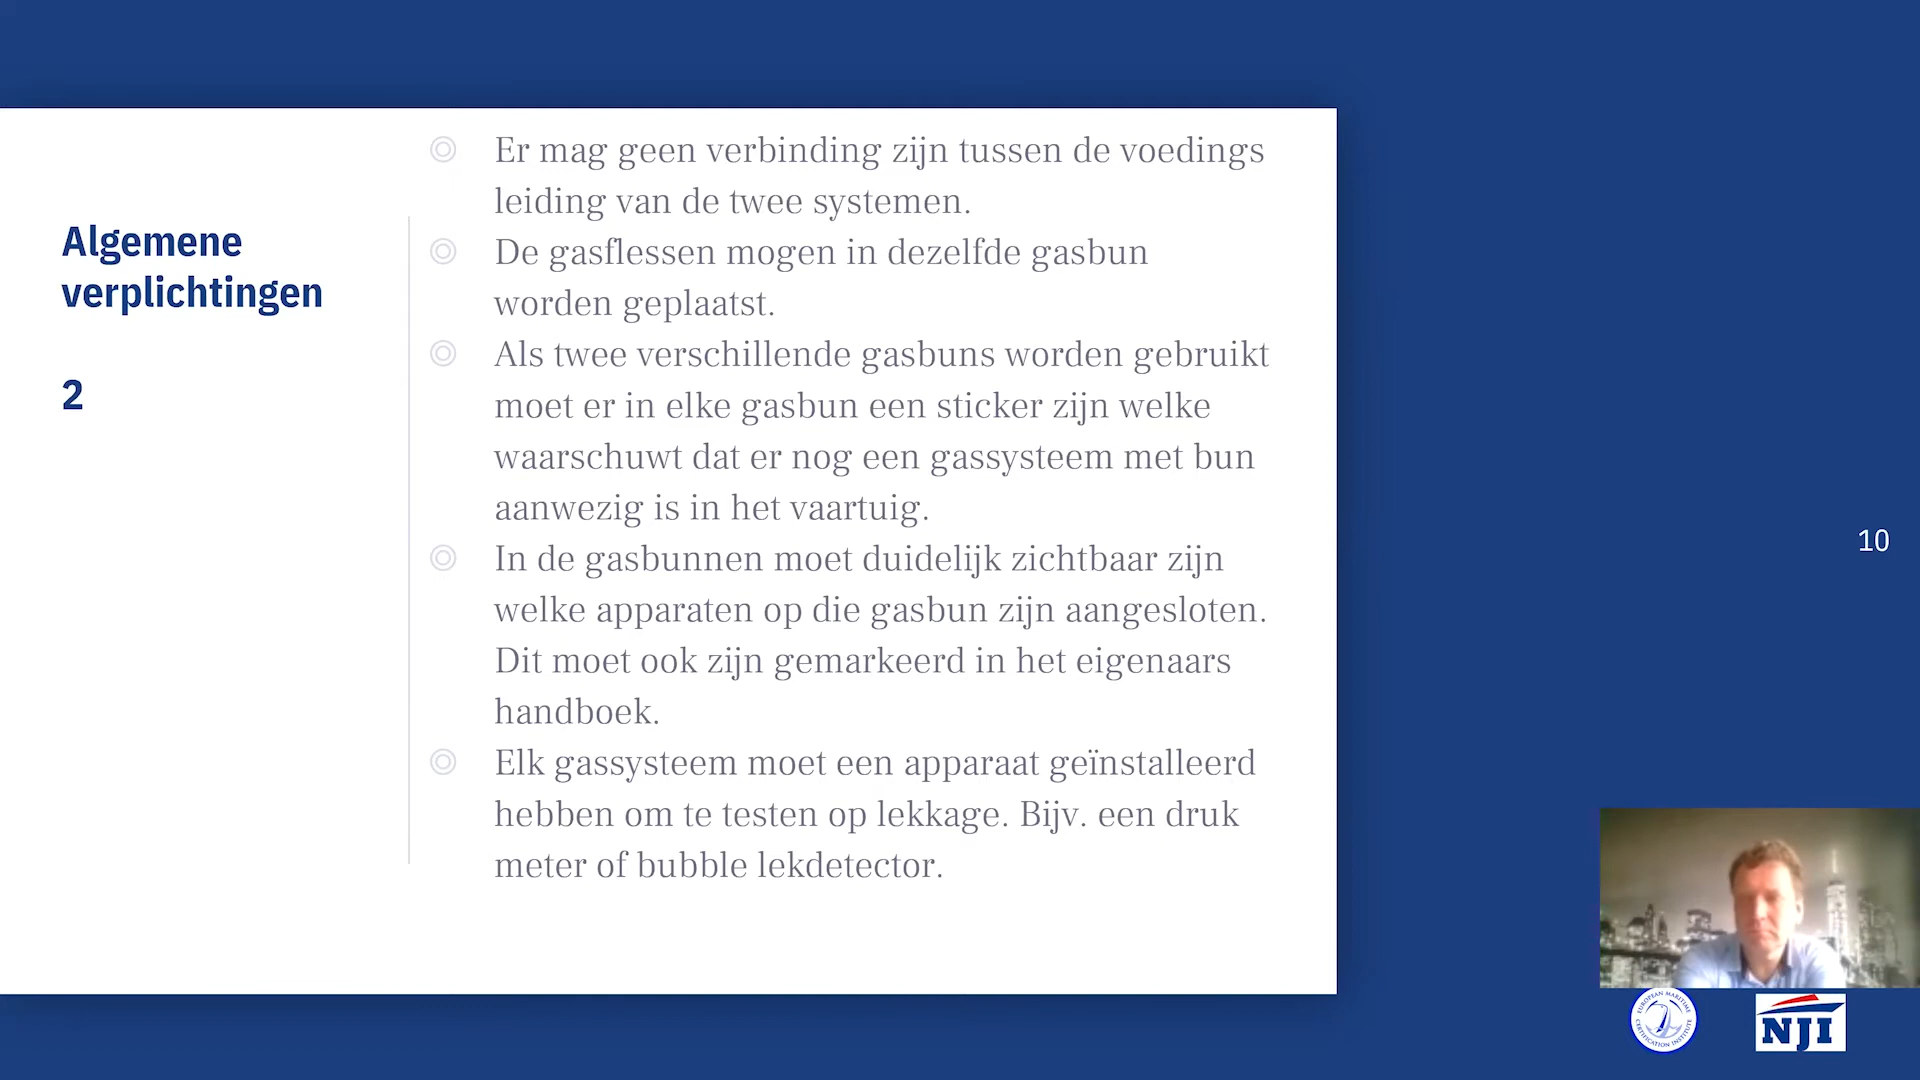 Algemene
verplichtingen
2
Er mag geen verbinding zijn tussen de voedings
leiding van de twee systemen.
De gasflessen mogen in dezelfde gasbun
worden geplaatst.
Als twee verschillende gasbuns worden gebruikt
moet er in elke gasbun een sticker zijn welke
waarschuwt dat er nog een gassysteem met bun
aanwezig is in het vaartuig.
In de gasbunnen moet duidelijk zichtbaar zijn
welke apparaten op die gasbun zijn aangesloten.
Dit moet ook zijn gemarkeerd in het eigenaars
handboek.
Elk gassysteem moet een apparaat geïnstalleerd
hebben om te testen op lekkage. Bijv. een druk
meter of bubble lekdetector.
10
EUROPEAN MARITIME
CERTIFICATION INSTITUTE
NJI